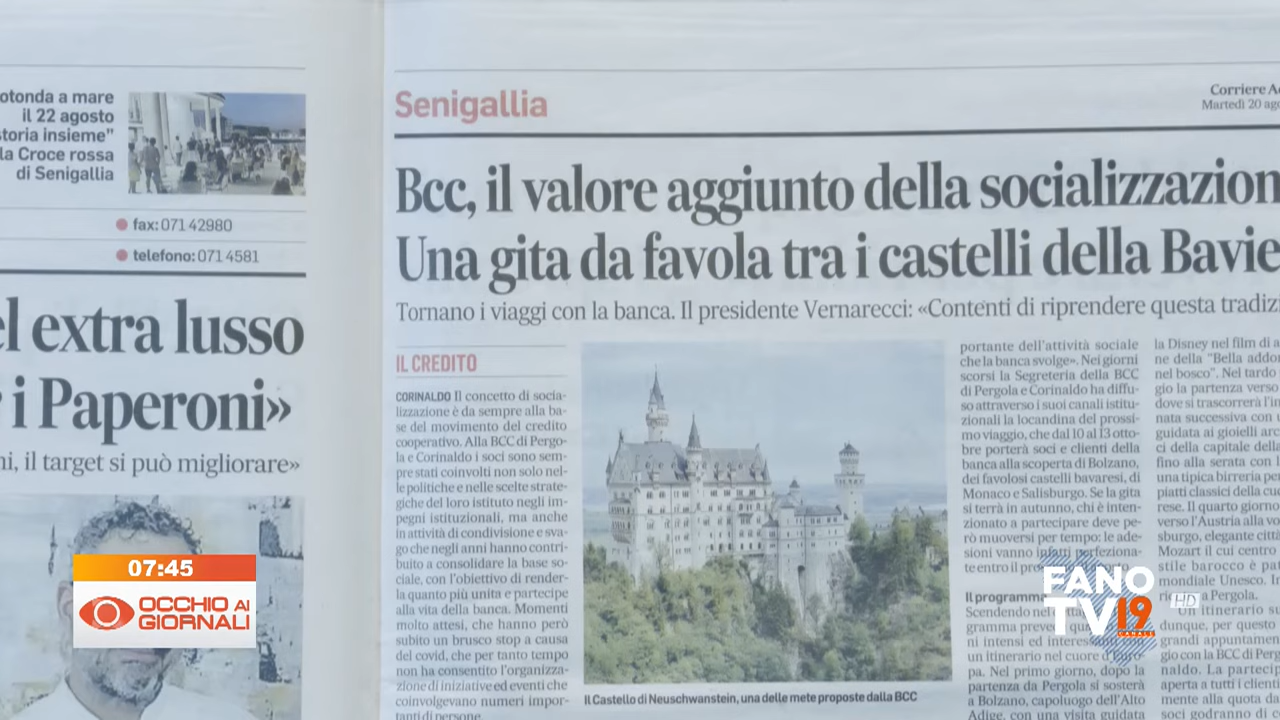 otonda a mare
il 22 agosto
storia insieme"
la Croce rossa
di Senigallia
fax: 071 42980
telefono: 071 4581
el extra lusso
i Paperoni»
ni, il target si può migliorare»
Senigallia
Corriere Ad
Martedì 20 ago
Bcc, il valore aggiunto della socializzazion
Una gita da favola tra i castelli della Bavie
Tornano i viaggi con la banca. Il presidente Vernarecci: «Contenti di riprendere questa tradiz
IL CREDITO
CORINALDO Il concetto di socia-
lizzazione è da sempre alla ba-
se del movimento del credito
cooperativo. Alla BCC di Pergo-
la e Corinaldo i soci sono sem-
pre stati coinvolti non solo nel-
le politiche e nelle scelte strate-
giche del loro istituto negli im-
pegni istituzionali, ma anche
in attività di condivisione e sva-
go che negli anni hanno contri-
buito a consolidare la base so-
ciale, con l'obiettivo di render-
la quanto più unita e partecipe
alla vita della banca. Momenti
molto attesi, che hanno però
subito un brusco stop a causa
del covid, che per tanto tempo
non ha consentito l'organizza-
zione di iniziative ed eventi che
coinvolgevano numeri impor-
tanti di persone.
Il Castello di Neuschwanstein, una delle mete proposte dalla BCC
portante dell'attività sociale
che la banca svolge». Nei giorni
scorsi la Segreteria della BCC
di Pergola e Corinaldo ha diffu-
so attraverso i suoi canali istitu-
zionali la locandina del prossi-
mo viaggio, che dal 10 al 13 otto-
bre porterà soci e clienti della
banca alla scoperta di Bolzano,
dei favolosi castelli bavaresi, di
Monaco e Salisburgo. Se la gita
si terrà in autunno, chi è inten-
zionato a partecipare deve pe-
rò muoversi per tempo: le ade-
sioni vanno infatti perfeziona-
te entro il pro
Il programma
Scendendo nel
gramma preve
ni intensi ed interessa
un itinerario nel cuore d
pa. Nel primo giorno, dopo la
partenza da Pergola si sosterà
a Bolzano, capoluogo dell'Alto
Adige, con una visita guidata
la Disney nel film di a
ne della "Bella addor
nel bosco". Nel tardo
gio la partenza verso
dove si trascorrerà l'in
nata successiva con i
guidata ai gioielli arc
ci della capitale della
fino alla serata con l
una tipica birreria per
piatti classici della cu
rese. Il quarto giorno
verso l'Austria alla vo
sburgo, elegante citt
Mozart il cui centro
stile barocco è pat
mondiale Unesco. I
a Pergola.
Un itinerario su
dunque, per questo
grandi appuntamen
gio con la BCC di Perg
naldo. La partecip
aperta a tutti i clienti
mente alla quota da
soci godranno di
07:45
OCCHIO AI
GIORNALI
FANO
TV 19 HD
CANALE